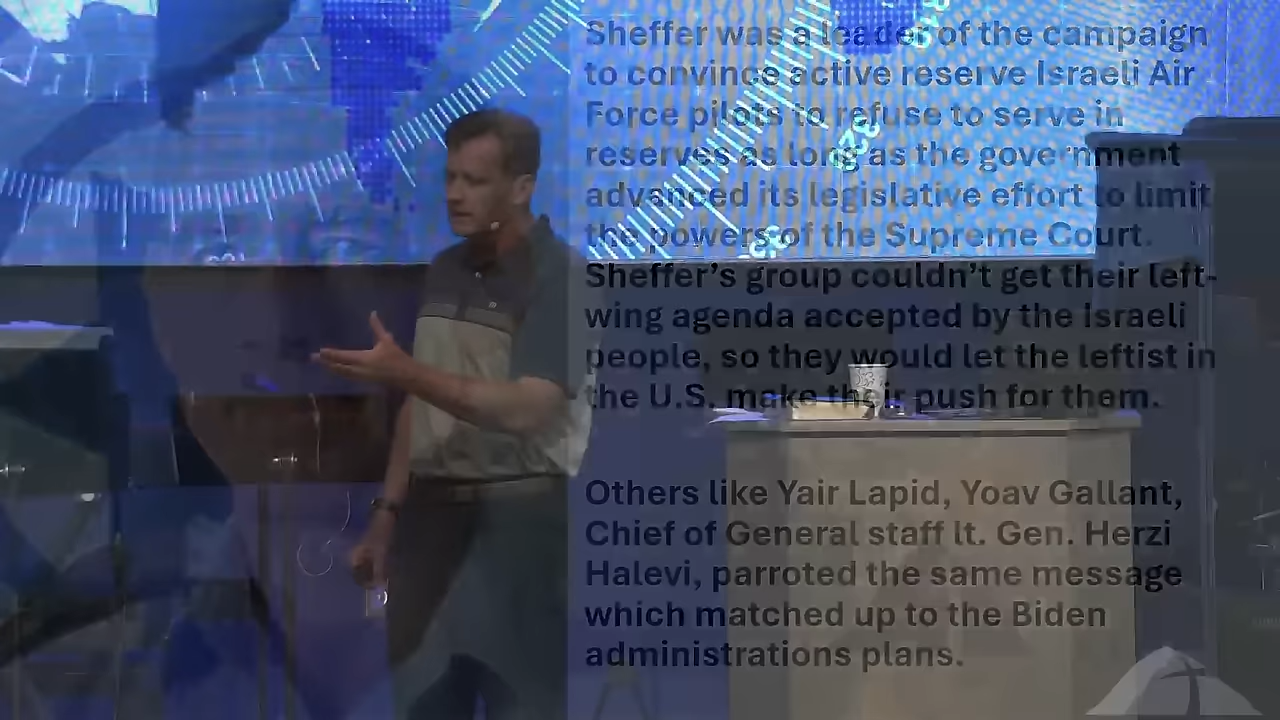 Sheffer was a leader of the campaign
to convince active reserve Israeli Air
Force pilots to refuse to serve in
reserves as long as the government
advanced its legislative effort to limit
the powers of the Supreme Court.
Sheffer's group couldn't get their left-
wing agenda accepted by the israeli
people, so they would let the leftist in
the U.S. make their push for them.
Others like Yair Lapid, Yoav Gallant,
Chief of General staff lt. Gen. Herzi
Halevi, parroted the same message
which matched up to the Biden
administrations plans.